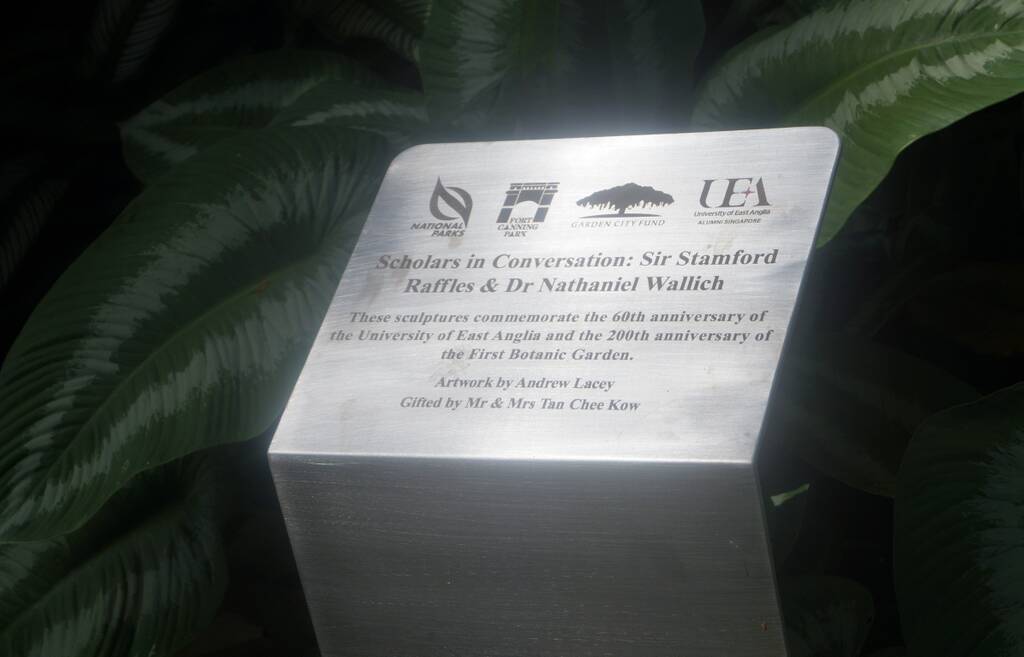 NATIONAL
PARKS
FORT
CANNING
PARK
GARDEN CITY FUND
UEA
University of East Anglia
ALUMNI SINGAPORE
Scholars in Conversation: Sir Stamford
Raffles & Dr Nathaniel Wallich
These sculptures commemorate the 60th anniversary of
the University of East Anglia and the 200th anniversary of
the First Botanic Garden.
Artwork by Andrew Lacey
Gifted by Mr & Mrs Tan Chee Kow